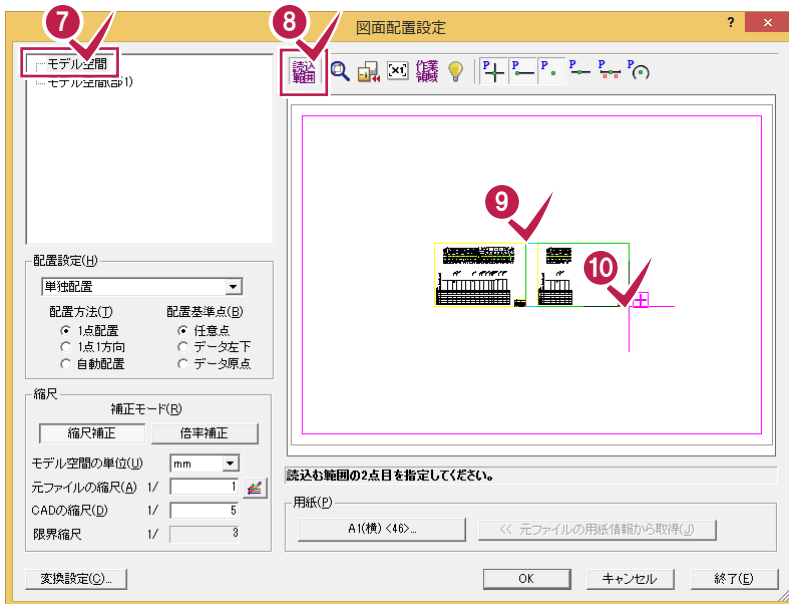 図面配置設定
?
×
7
8
モデル空間
モデル空間(部1)
読込範囲
作業領域
P P P P P P
9
10
配置設定(H)
単独配置
配置方法(T)
配置基準点(B)
1点配置
任意点
1点1方向
データ左下
自動配置
データ原点
縮尺
補正モード(R)
縮尺補正
倍率補正
モデル空間の単位(U) mm
元ファイルの縮尺(A) 1/ 1
CADの縮尺(D) 1/ 5
限界縮尺 1/ 3
読込む範囲の2点目を指定してください。
用紙(P)
A1(横) <46>...
<< 元ファイルの用紙情報から取得(J)
変換設定(C)...
OK
キャンセル
終了(E)